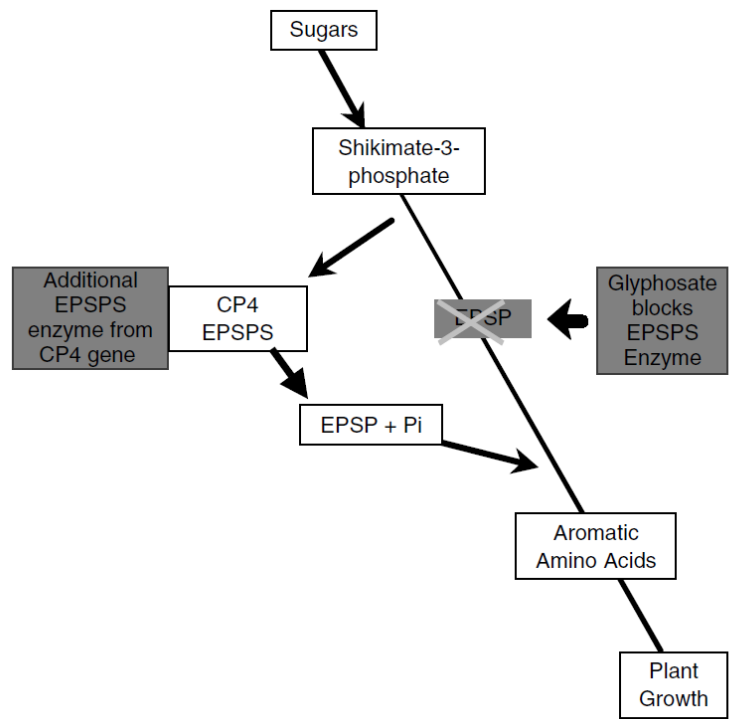 Sugars
Shikimate-3-
phosphate
Additional
EPSPS
enzyme from
CP4 gene
CP4
EPSPS
EPSP
Glyphosate
blocks
EPSPS
Enzyme
EPSP + Pi
Aromatic
Amino Acids
Plant
Growth